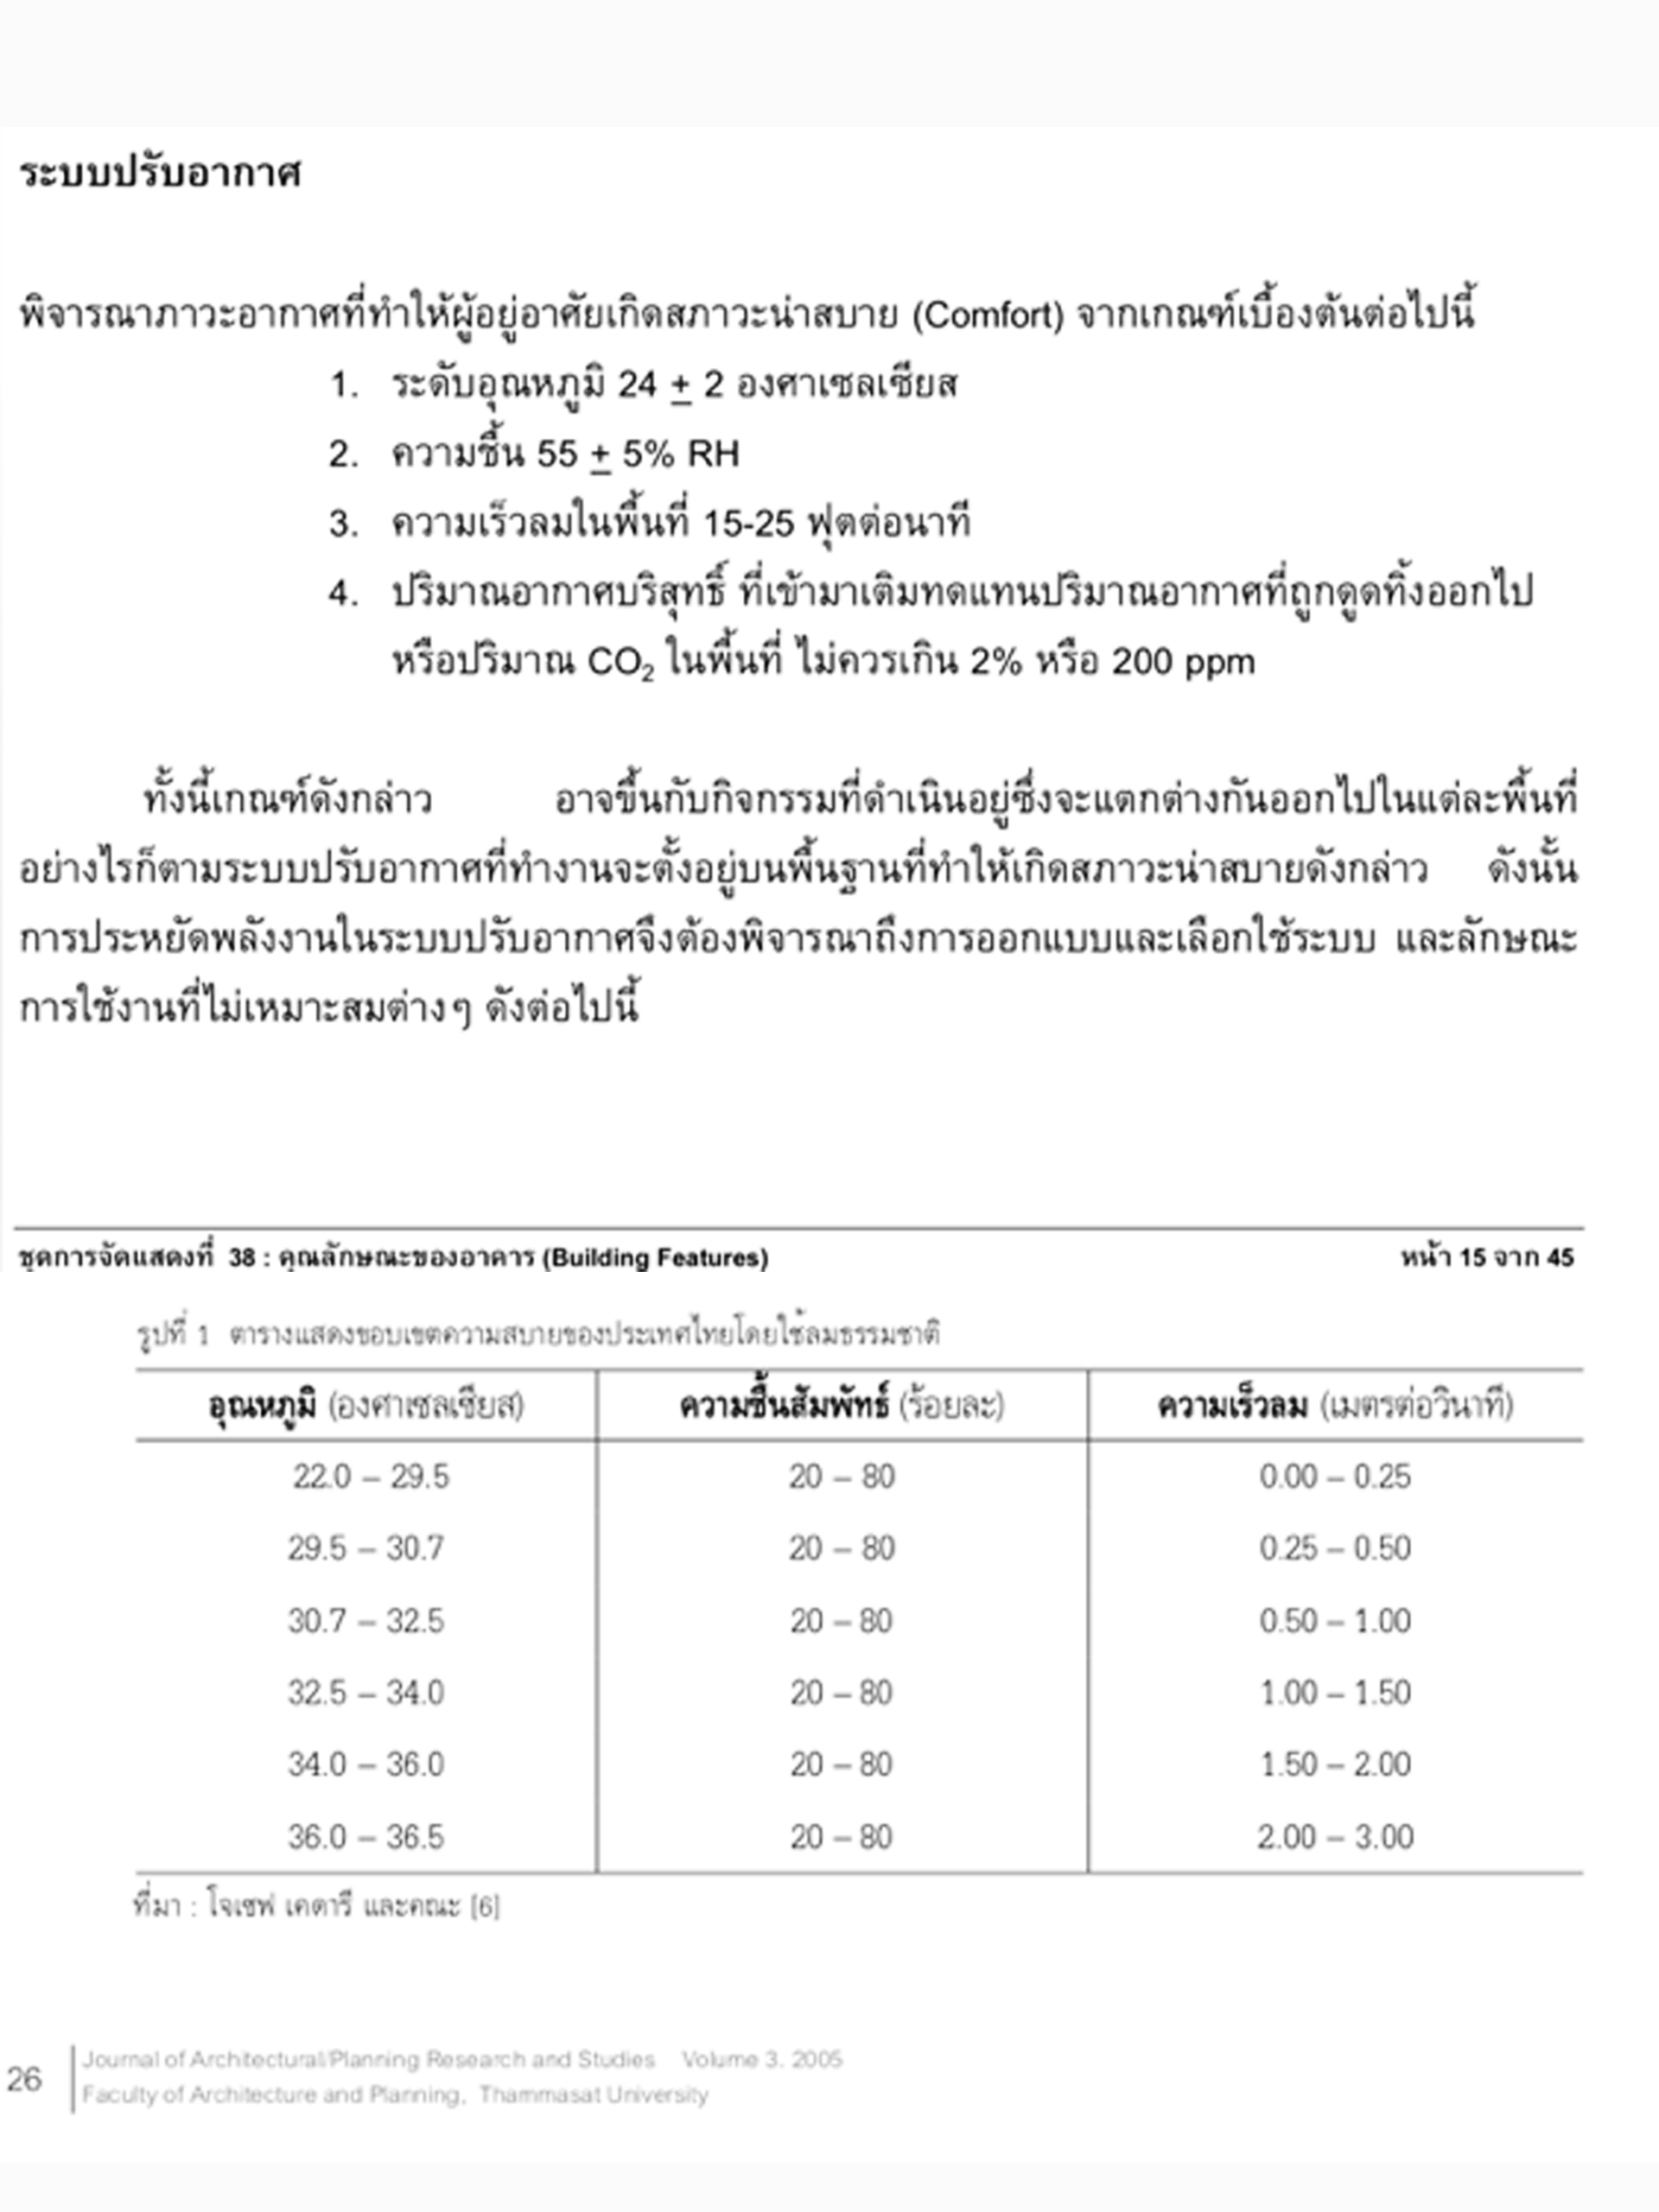 ระบบปรับอากาศ
พิจารณาภาวะอากาศที่ทำให้ผู้อยู่อาศัยเกิดสภาวะน่าสบาย (Comfort) จากเกณฑ์เบื้องต้นต่อไปนี้
1. ระดับอุณหภูมิ 24 ± 2 องศาเซลเซียส
2. ความชื้น 55 ± 5% RH
3. ความเร็วลมในพื้นที่ 15-25 ฟุตต่อนาที
4. ปริมาณอากาศบริสุทธิ์ ที่เข้ามาเติมทดแทนปริมาณอากาศที่ถูกดูดทิ้งออกไป
หรือปริมาณ CO₂ ในพื้นที่ ไม่ควรเกิน 2% หรือ 200 ppm
ทั้งนี้เกณฑ์ดังกล่าว อาจขึ้นกับกิจกรรมที่ดำเนินอยู่ซึ่งจะแตกต่างกันออกไปในแต่ละพื้นที่
อย่างไรก็ตามระบบปรับอากาศที่ทำงานจะตั้งอยู่บนพื้นฐานที่ทำให้เกิดสภาวะน่าสบายดังกล่าว ดังนั้น
การประหยัดพลังงานในระบบปรับอากาศจึงต้องพิจารณาถึงการออกแบบและเลือกใช้ระบบ และลักษณะ
การใช้งานที่ไม่เหมาะสมต่างๆ ดังต่อไปนี้
ชุดการจัดแสดงที่ 38 : คุณลักษณะของอาคาร (Building Features) หน้า 15 จาก 45
รูปที่ 1 ตารางแสดงขอบเขตความสบายของประเทศไทยโดยใช้ลมธรรมชาติ
อุณหภูมิ (องศาเซลเซียส) ความชื้นสัมพัทธ์ (ร้อยละ) ความเร็วลม (เมตรต่อวินาที)
22.0 – 29.5 20 – 80 0.00 – 0.25
29.5 – 30.7 20 – 80 0.25 – 0.50
30.7 – 32.5 20 – 80 0.50 – 1.00
32.5 – 34.0 20 – 80 1.00 – 1.50
34.0 – 36.0 20 – 80 1.50 – 2.00
36.0 – 36.5 20 – 80 2.00 – 3.00
ที่มา : โจเซฟ เคดารี และคณะ [6]
26 Journal of Architectural/Planning Research and Studies Volume 3. 2005
Faculty of Architecture and Planning, Thammasat University